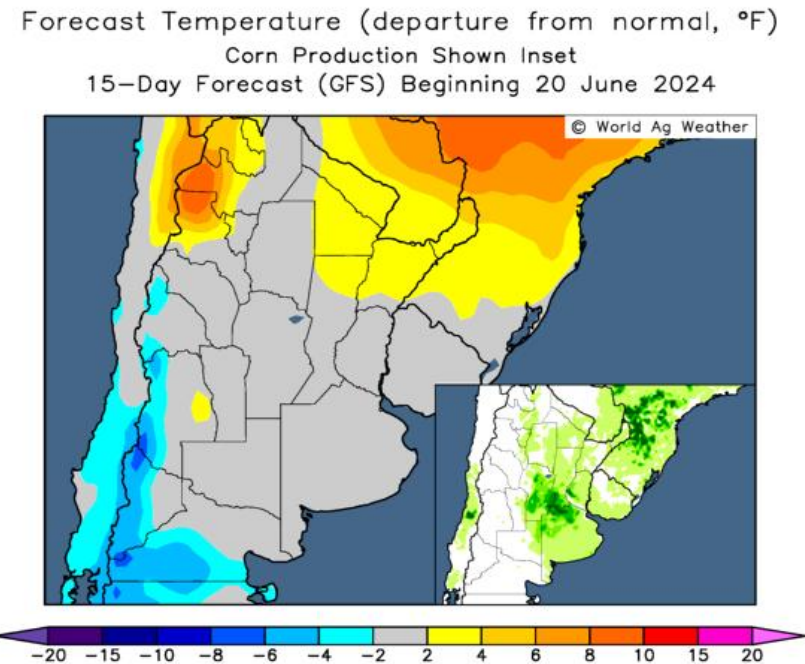 Forecast Temperature (departure from normal, °F)
Corn Production Shown Inset
15-Day Forecast (GFS) Beginning 20 June 2024
© World Ag Weather
-20 -15 -10 -8 -6 -4 -2 2 4 6 8 10 15 20